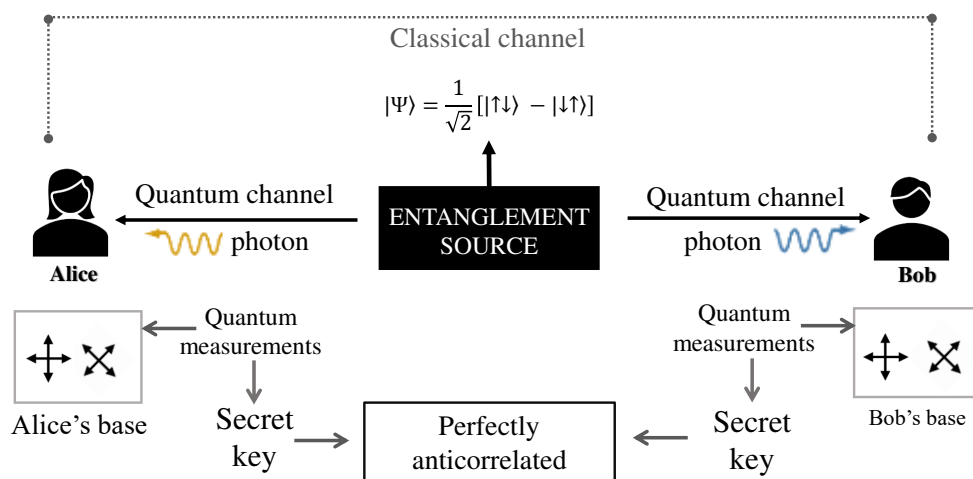 Classical channel
|Ψ⟩ = 1/√2 [|↑↓⟩ − |↓↑⟩]
Quantum channel
photon
Alice
ENTANGLEMENT
SOURCE
Quantum channel
photon
Bob
Quantum
measurements
Alice's base
Secret
key
Perfectly
anticorrelated
Quantum
measurements
Bob's base
Secret
key